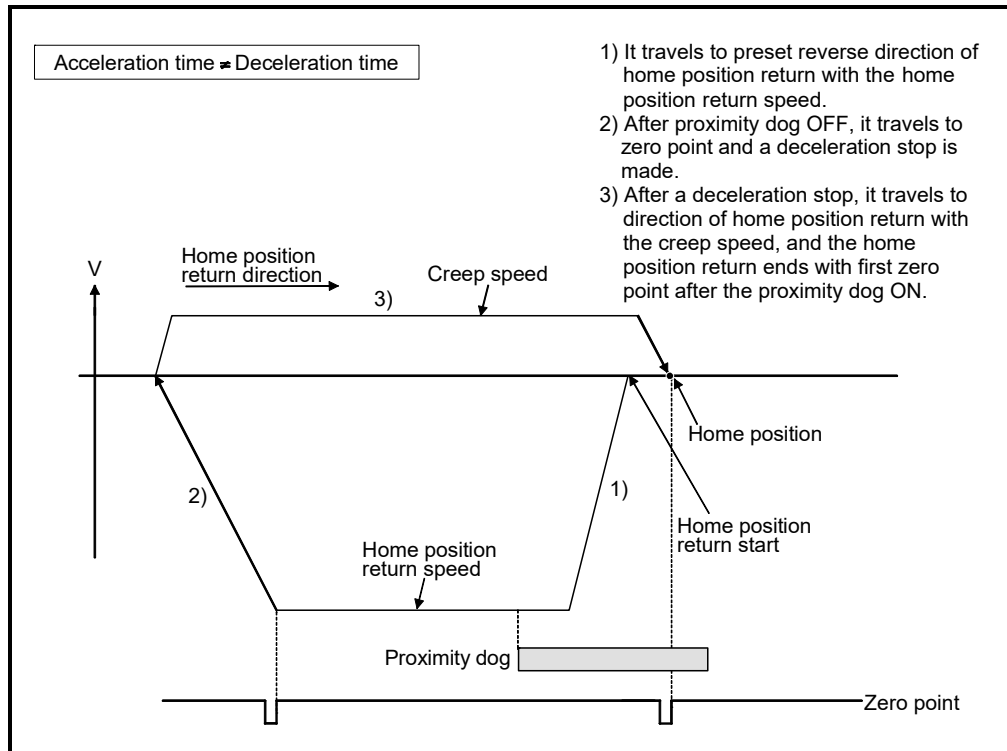 Acceleration time ≠ Deceleration time
1) It travels to preset reverse direction of
home position return with the home
position return speed.
2) After proximity dog OFF, it travels to
zero point and a deceleration stop is
made.
3) After a deceleration stop, it travels to
direction of home position return with
the creep speed, and the home
position return ends with first zero
point after the proximity dog ON.
V
Home position
return direction
3)
Creep speed
Home position
2)
1)
Home position
return start
Home position
return speed
Proximity dog
Zero point